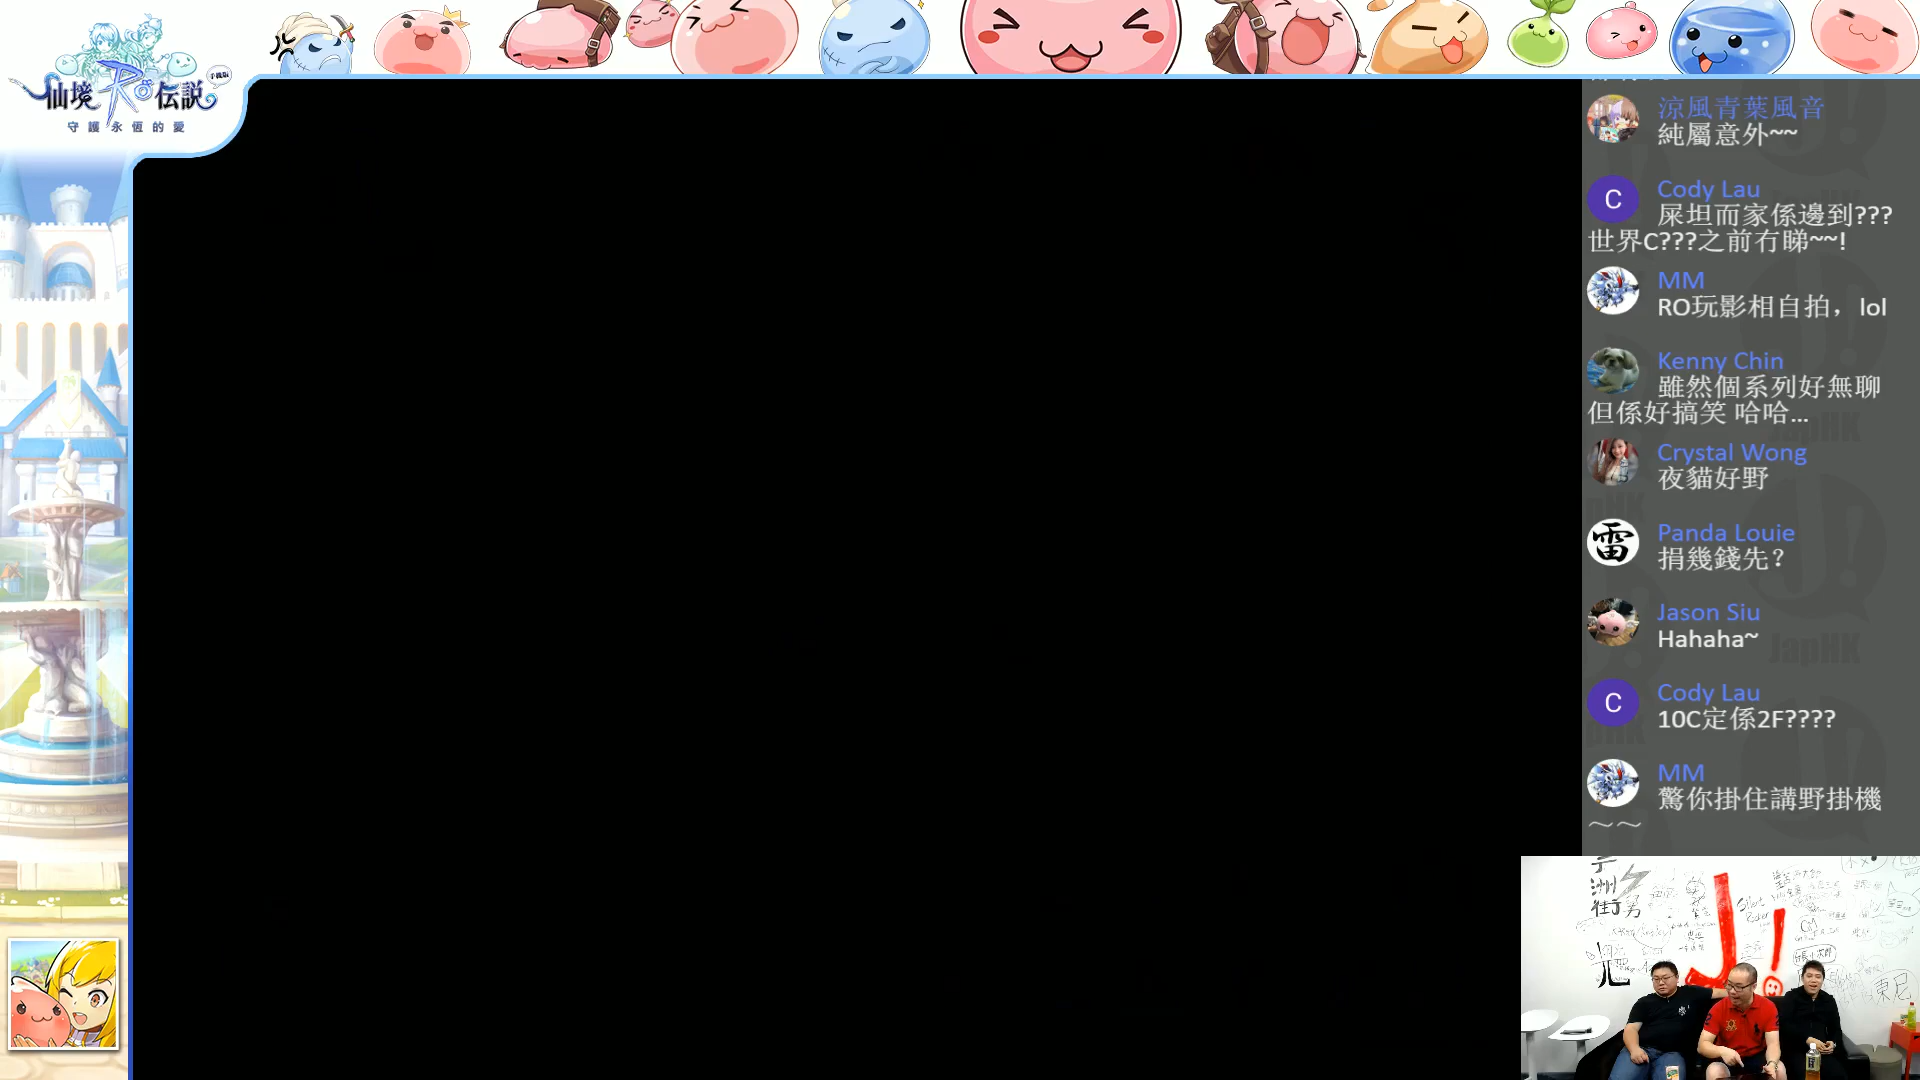 手機版
仙境RO伝説
守護永恆的愛
涼風青葉風音
純屬意外~~
C
Cody Lau
屎坦而家係邊到???
世界C???之前冇睇~~!
MM
RO玩影相自拍，lol
Kenny Chin
雖然個系列好無聊
但係好搞笑 哈哈...
Crystal Wong
夜貓好野
雷
Panda Louie
捐幾錢先?
Jason Siu
Hahaha~
JapHK
C
Cody Lau
10C定係2F????
MM
驚你掛住講野掛機
～～
J!